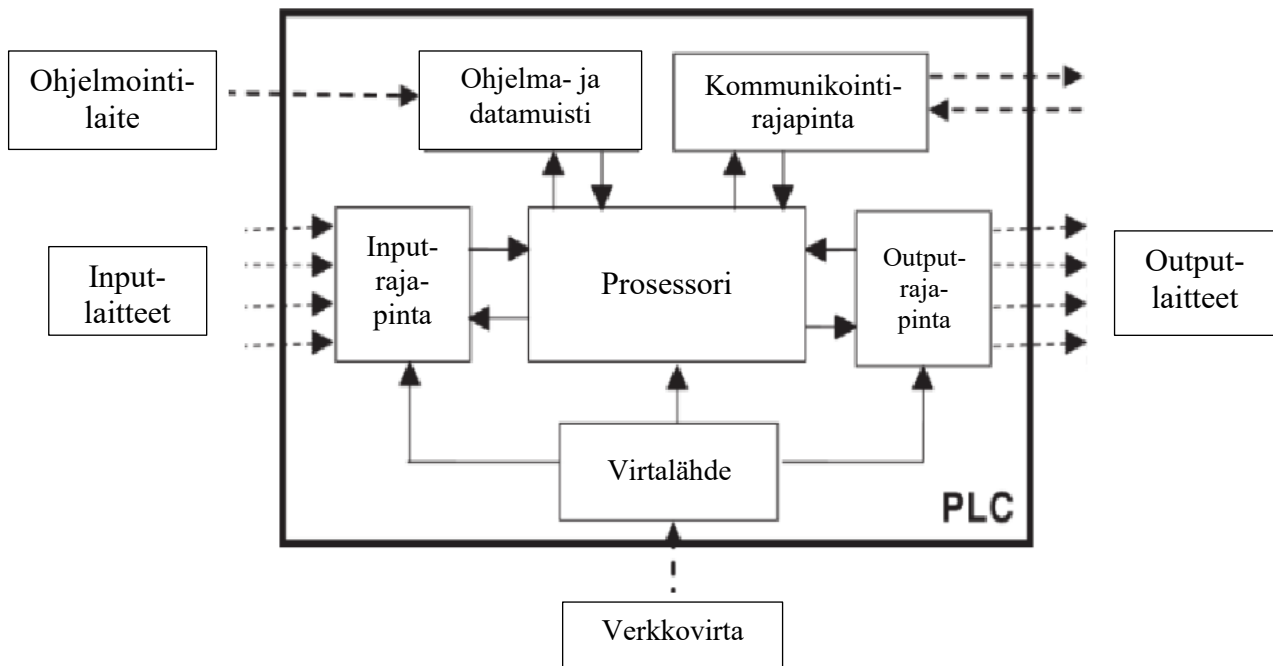 Ohjelmointi-
laite
Ohjelma- ja
datamuisti
Kommunikointi-
rajapinta
Input-
laitteet
Input-
raja-
pinta
Prosessori
Output-
raja-
pinta
Output-
laitteet
Virtalähde
PLC
Verkkovirta